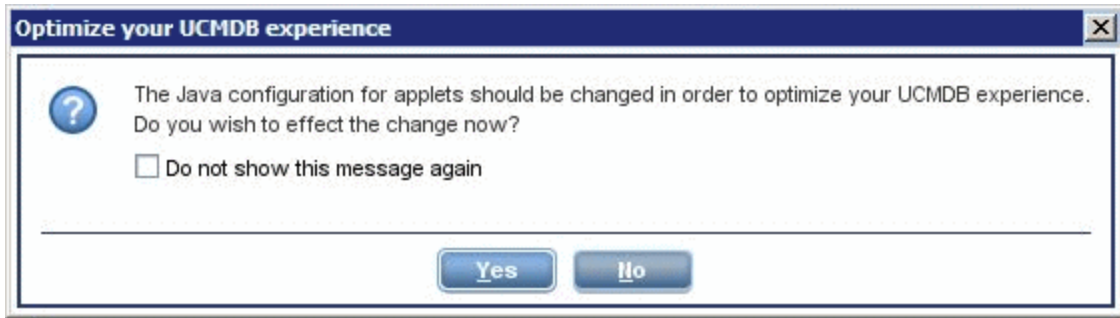 Optimize your UCMDB experience
The Java configuration for applets should be changed in order to optimize your UCMDB experience.
Do you wish to effect the change now?
Do not show this message again
Yes No